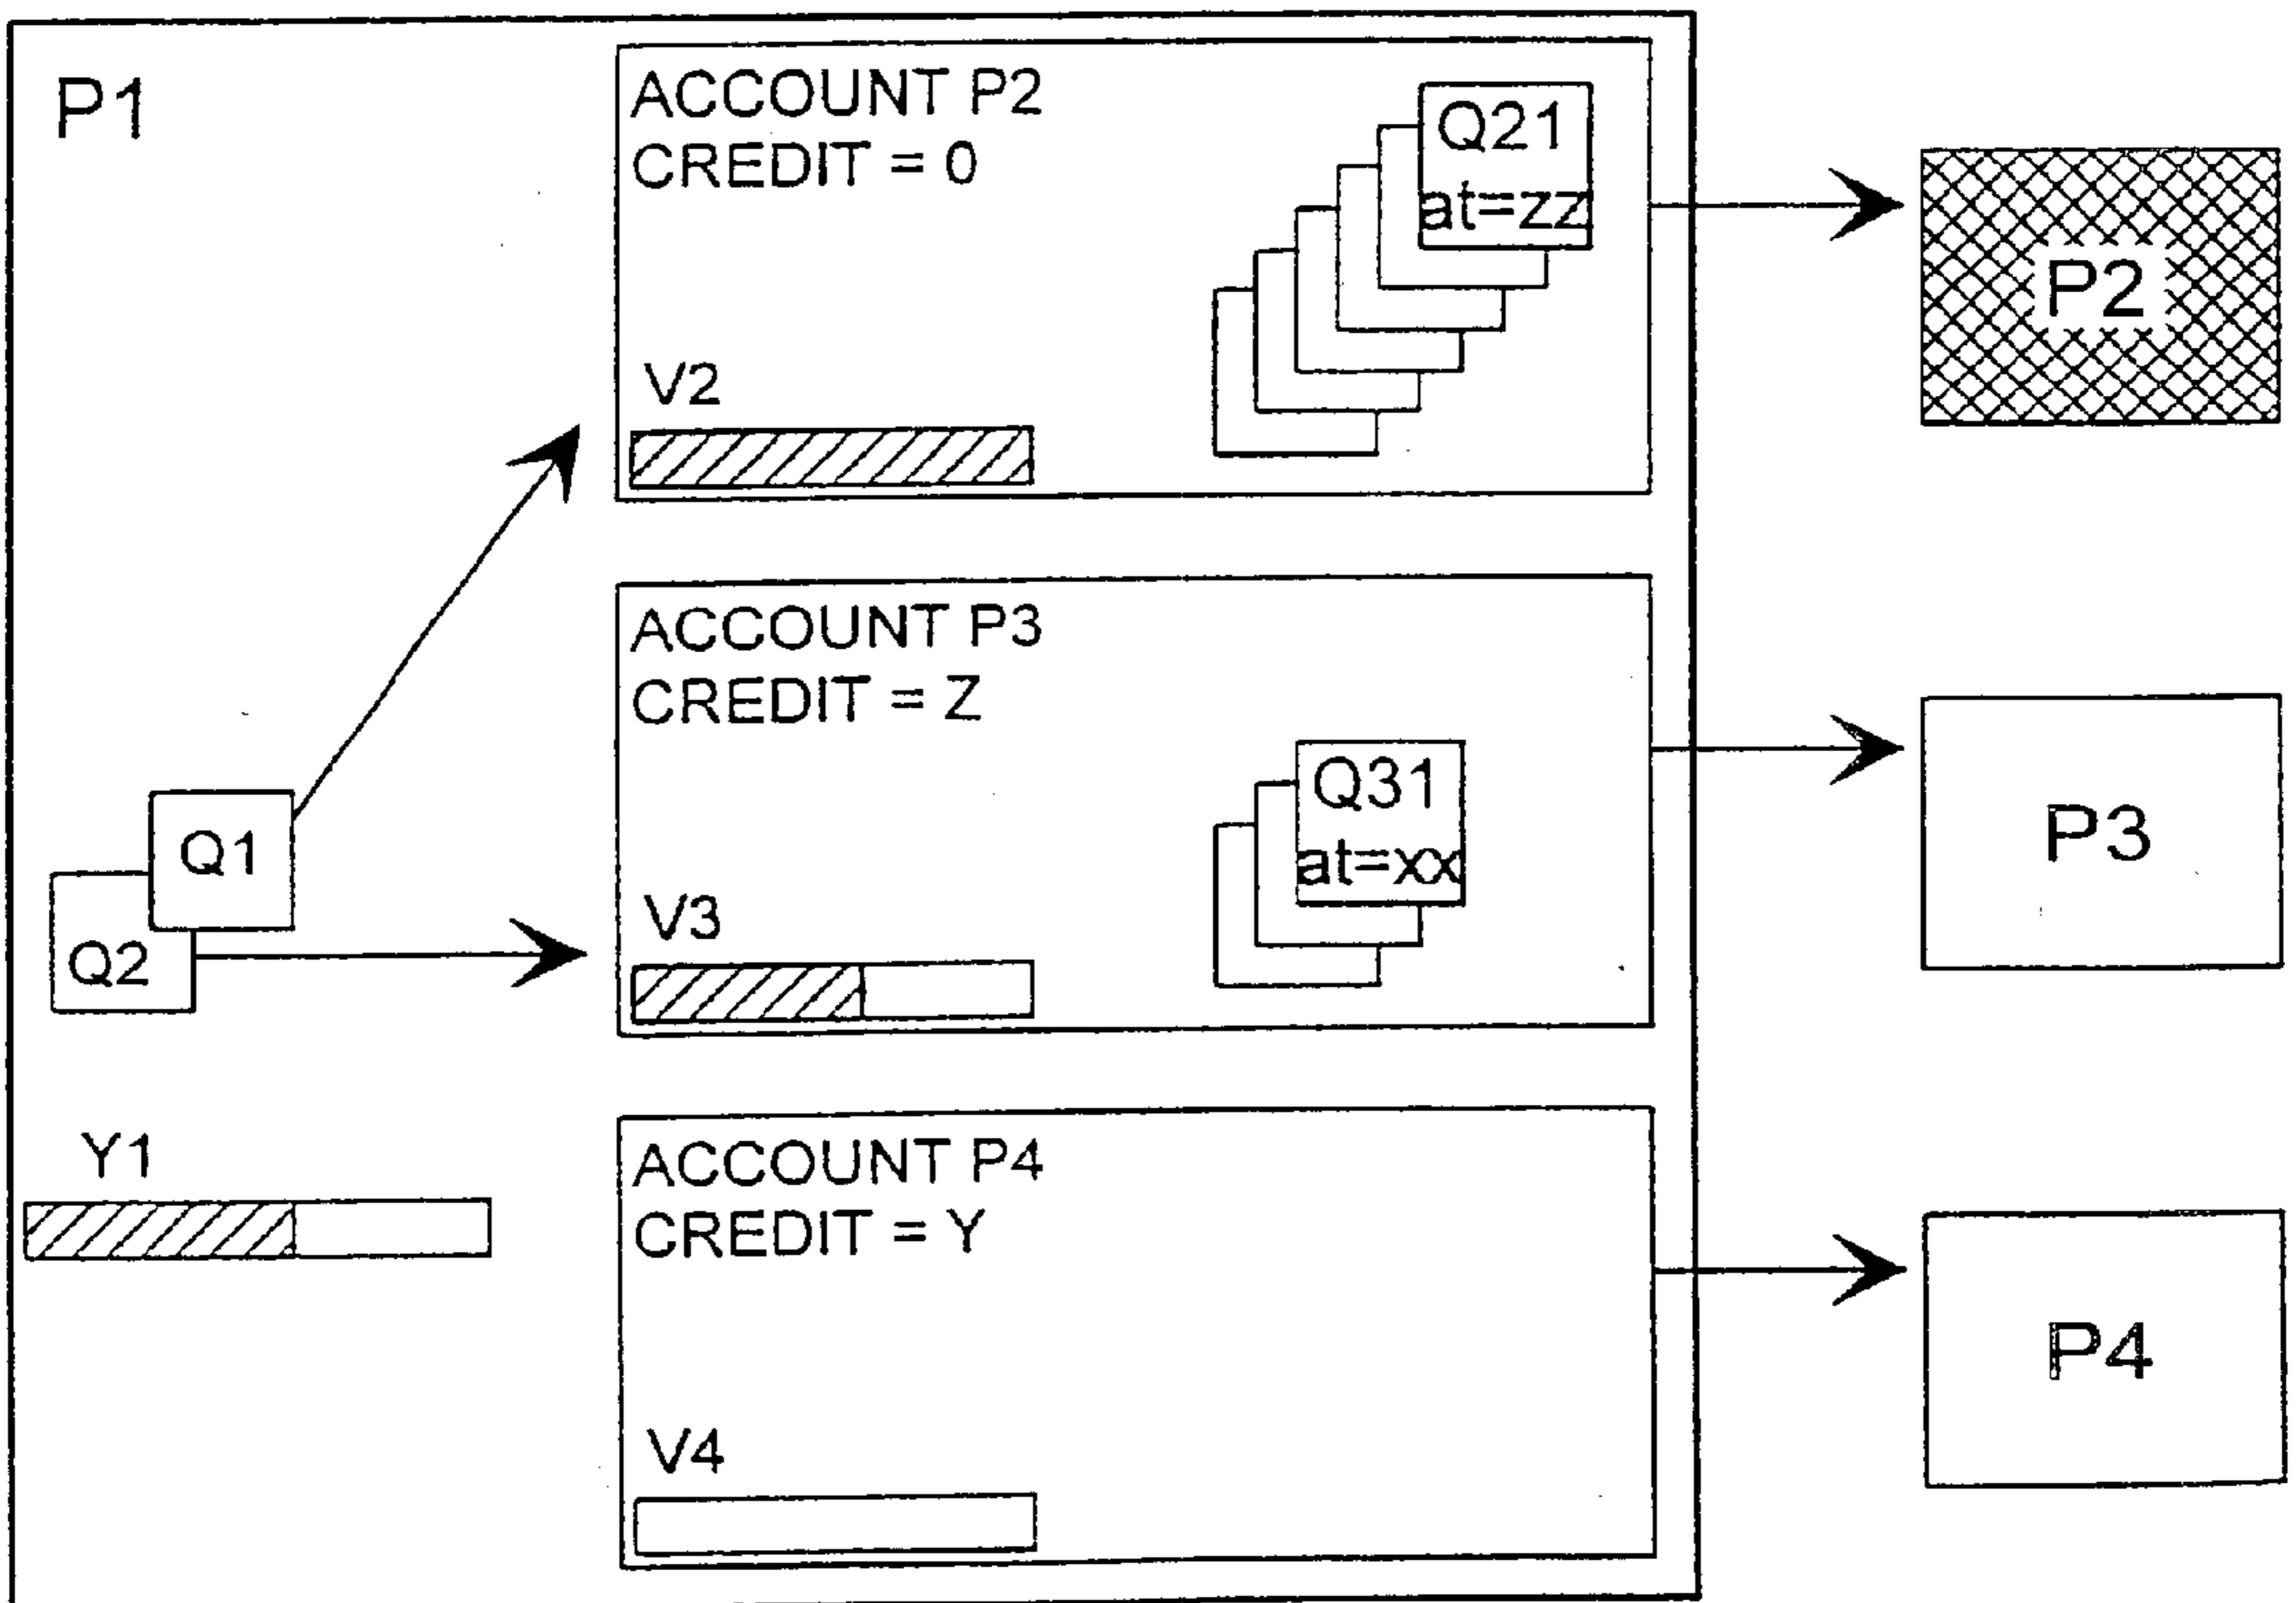 P1
ACCOUNT P2
CREDIT = 0
Q21
at=zz
V2
P2
ACCOUNT P3
CREDIT = Z
Q31
at=xx
V3
P3
Q1
Q2
Y1
ACCOUNT P4
CREDIT = Y
V4
P4